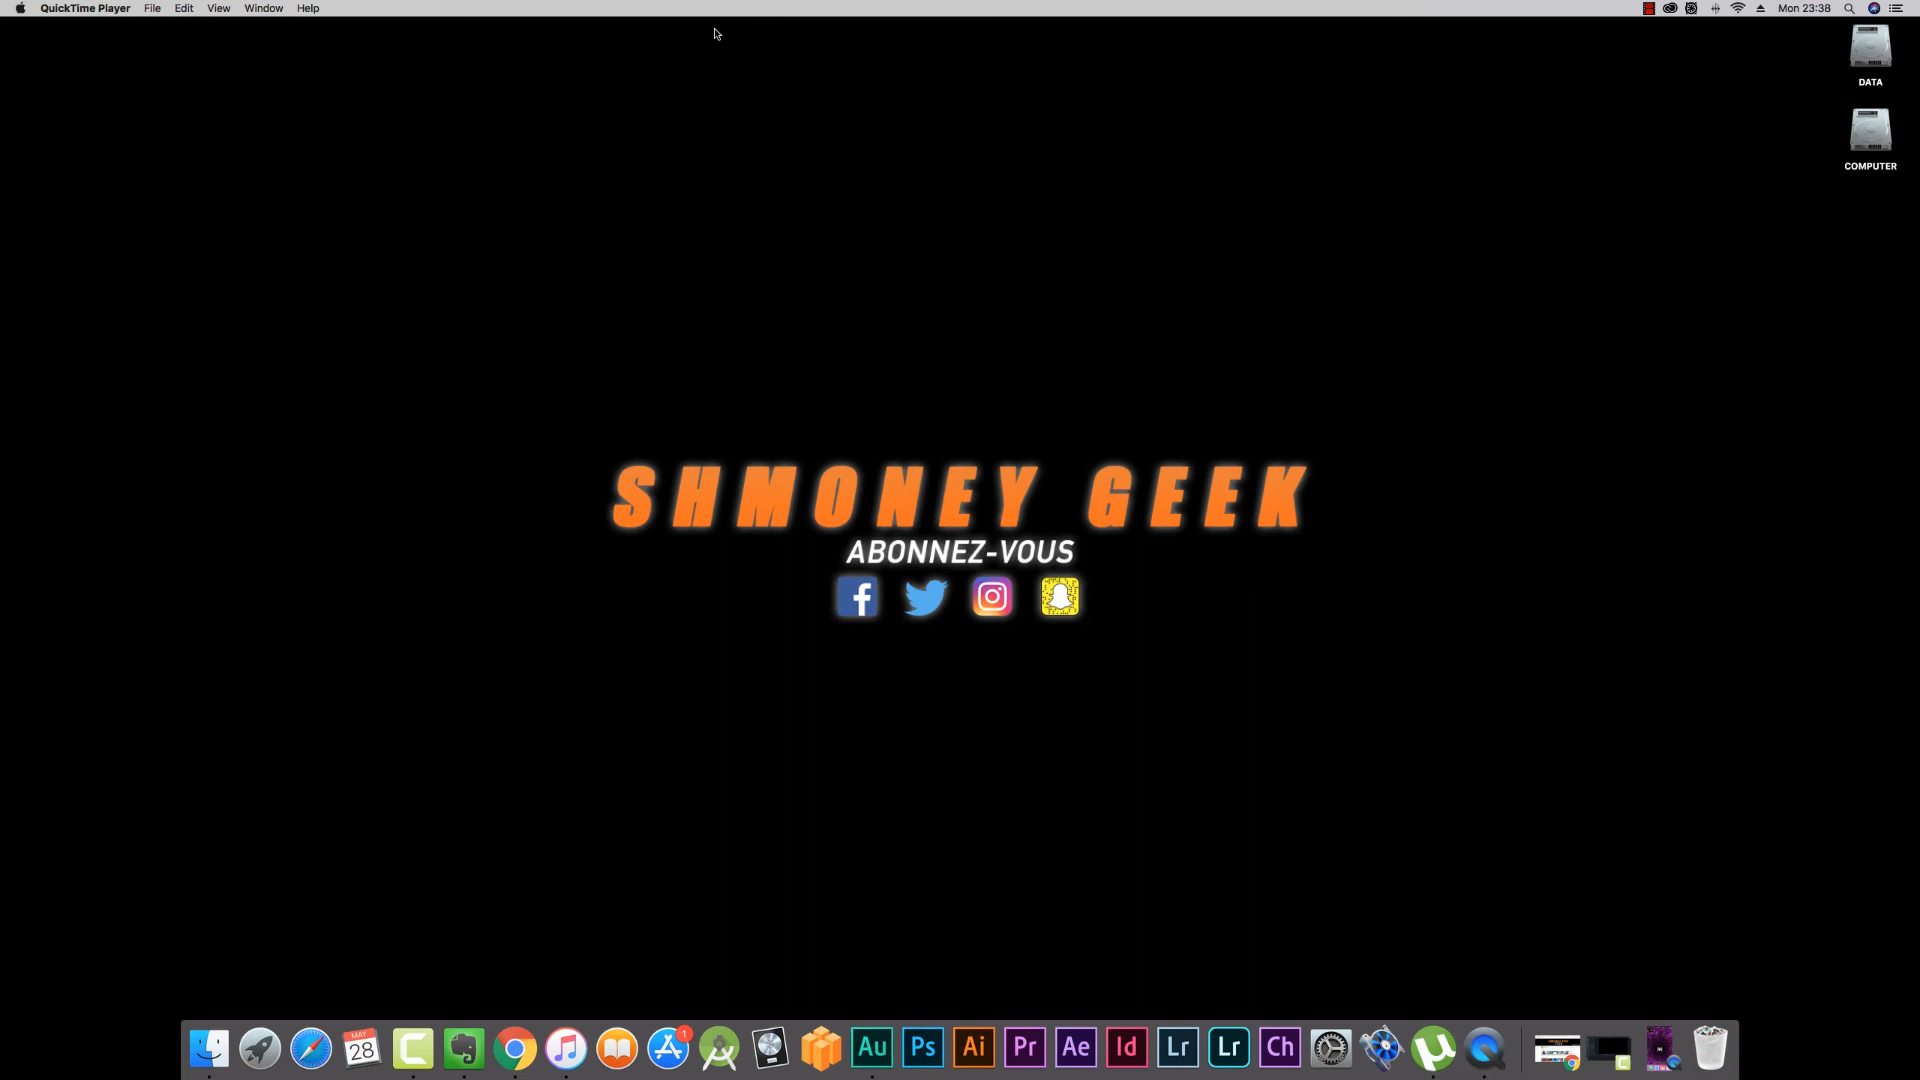 QuickTime Player File Edit View Window Help Mon 23:38
DATA
COMPUTER
SHMONEY GEEK
ABONNEZ-VOUS
MAY
28
1
Au Ps Ai Pr Ae Id Lr Lr Ch